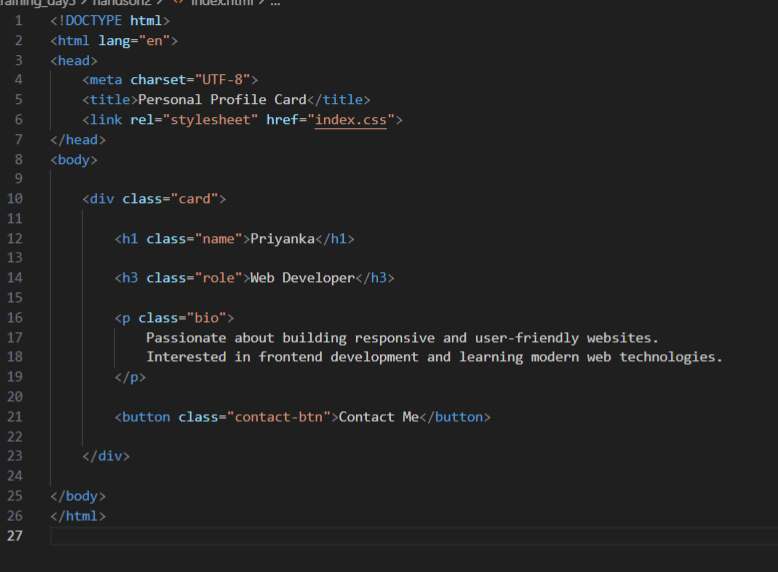 training_day5 > handson2 > index.html > ...
1 <!DOCTYPE html>
2 <html lang="en">
3 <head>
4 <meta charset="UTF-8">
5 <title>Personal Profile Card</title>
6 <link rel="stylesheet" href="index.css">
7 </head>
8 <body>
9
10 <div class="card">
11
12 <h1 class="name">Priyanka</h1>
13
14 <h3 class="role">Web Developer</h3>
15
16 <p class="bio">
17 Passionate about building responsive and user-friendly websites.
18 Interested in frontend development and learning modern web technologies.
19 </p>
20
21 <button class="contact-btn">Contact Me</button>
22
23 </div>
24
25 </body>
26 </html>
27